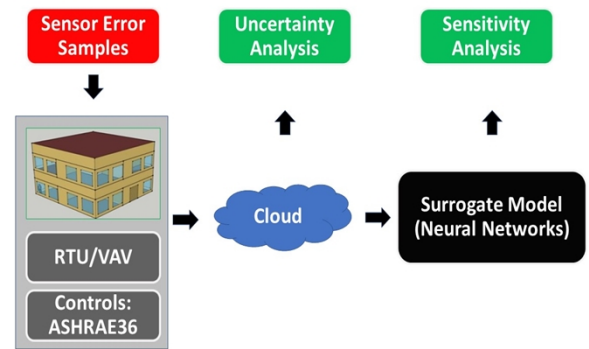 Sensor Error
Samples
Uncertainty
Analysis
Sensitivity
Analysis
RTU/VAV
Controls:
ASHRAE36
Cloud
Surrogate Model
(Neural Networks)